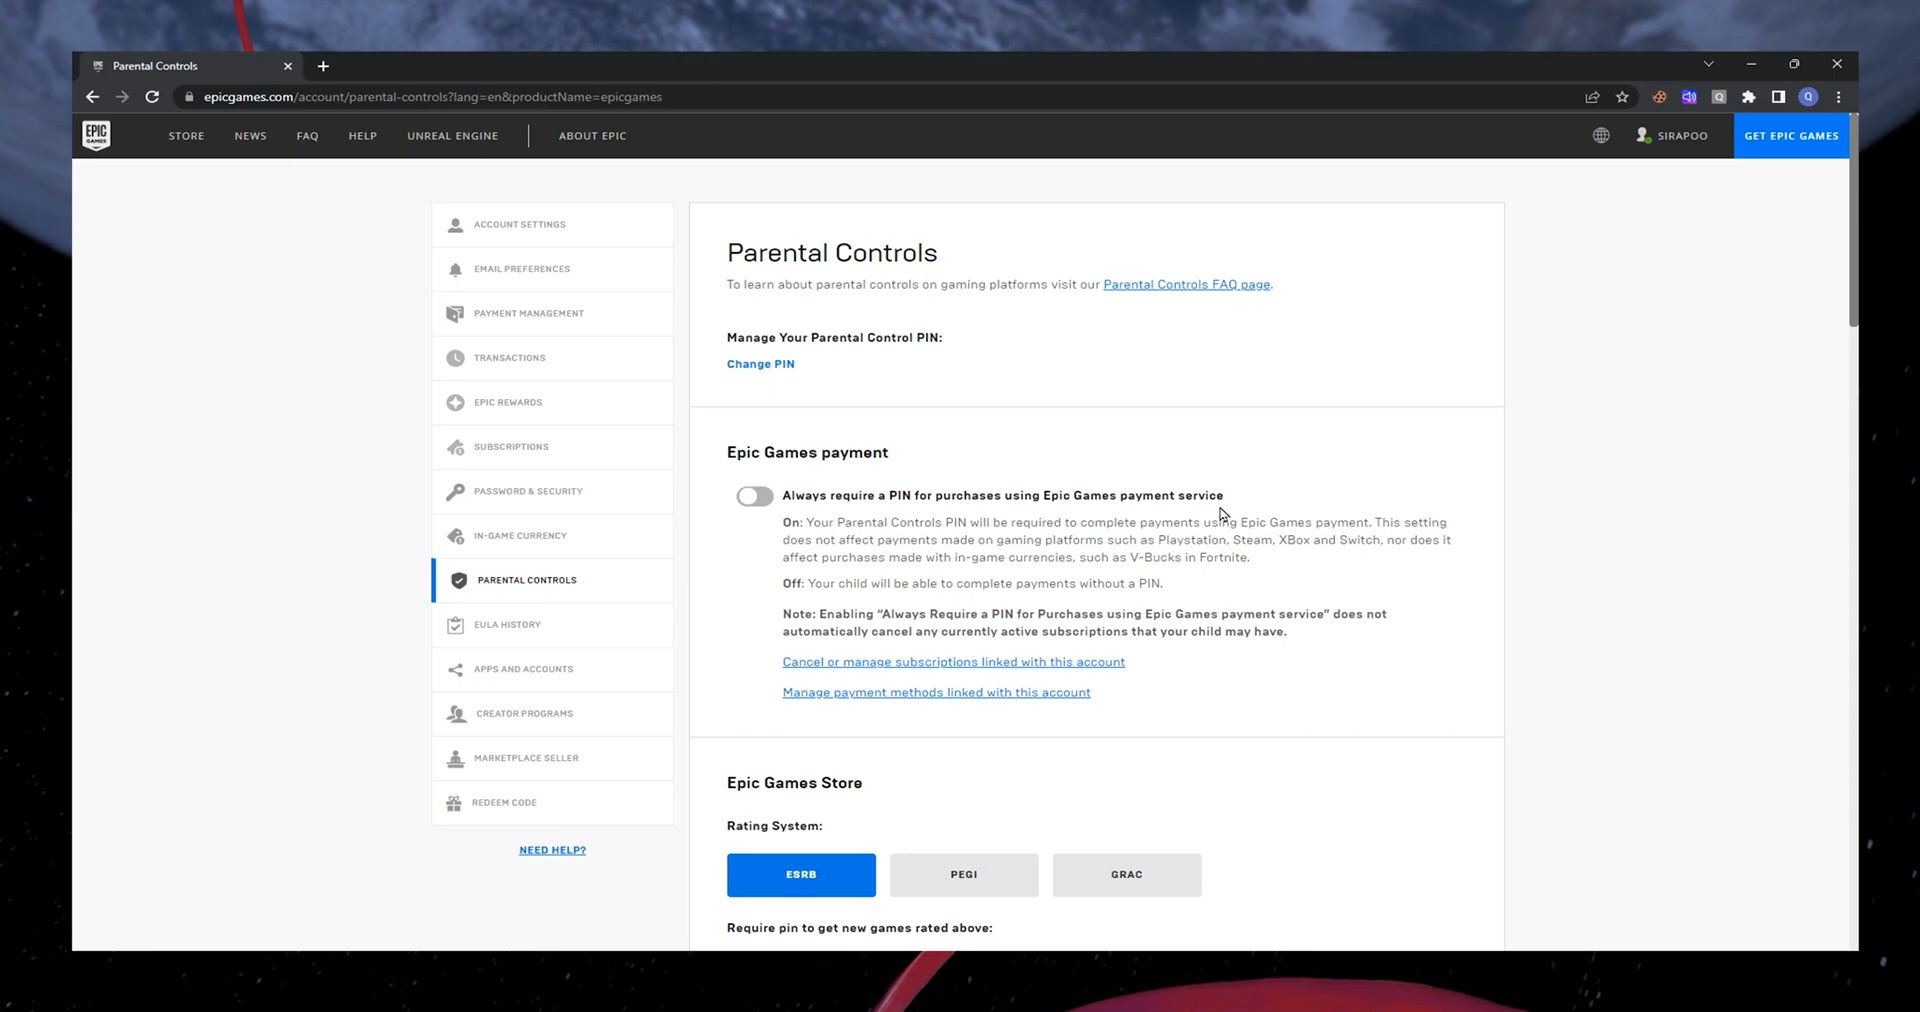 Parental Controls
epicgames.com/account/parental-controls?lang=en&productName=epicgames
Q
Q
EPIC
GAMES
STORE
NEWS
FAQ
HELP
UNREAL ENGINE
ABOUT EPIC
SIRAPOO
GET EPIC GAMES
ACCOUNT SETTINGS
EMAIL PREFERENCES
PAYMENT MANAGEMENT
TRANSACTIONS
EPIC REWARDS
SUBSCRIPTIONS
PASSWORD & SECURITY
IN-GAME CURRENCY
PARENTAL CONTROLS
EULA HISTORY
APPS AND ACCOUNTS
CREATOR PROGRAMS
MARKETPLACE SELLER
REDEEM CODE
NEED HELP?
Parental Controls
To learn about parental controls on gaming platforms visit our Parental Controls FAQ page.
Manage Your Parental Control PIN:
Change PIN
Epic Games payment
Always require a PIN for purchases using Epic Games payment service
On: Your Parental Controls PIN will be required to complete payments using Epic Games payment. This setting
does not affect payments made on gaming platforms such as Playstation, Steam, XBox and Switch, nor does it
affect purchases made with in-game currencies, such as V-Bucks in Fortnite.
Off: Your child will be able to complete payments without a PIN.
Note: Enabling “Always Require a PIN for Purchases using Epic Games payment service” does not
automatically cancel any currently active subscriptions that your child may have.
Cancel or manage subscriptions linked with this account
Manage payment methods linked with this account
Epic Games Store
Rating System:
ESRB
PEGI
GRAC
Require pin to get new games rated above: